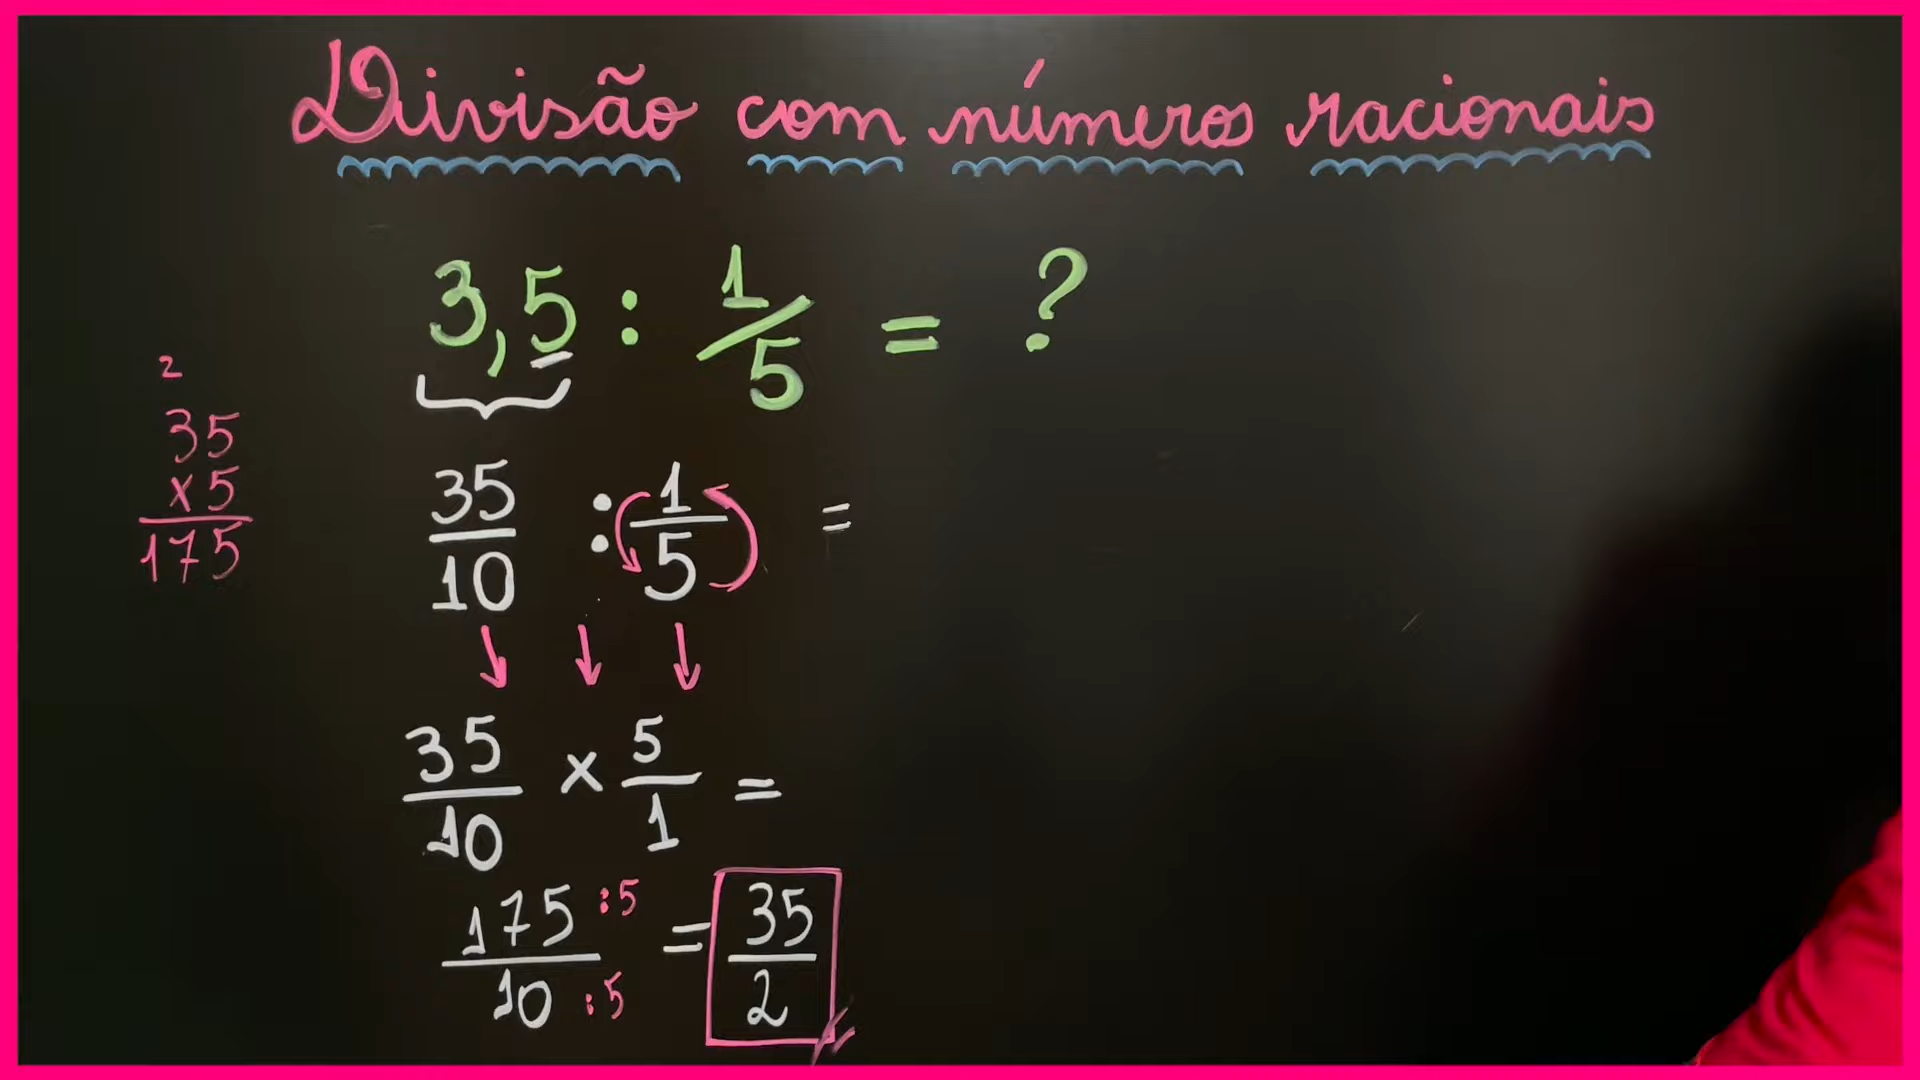 Divisão com números racionais
3,5 : 1/5 = ?
2
35
x5
175
35/10 : 1/5 =
35/10 x 5/1 =
175:5/10:5 = 35/2